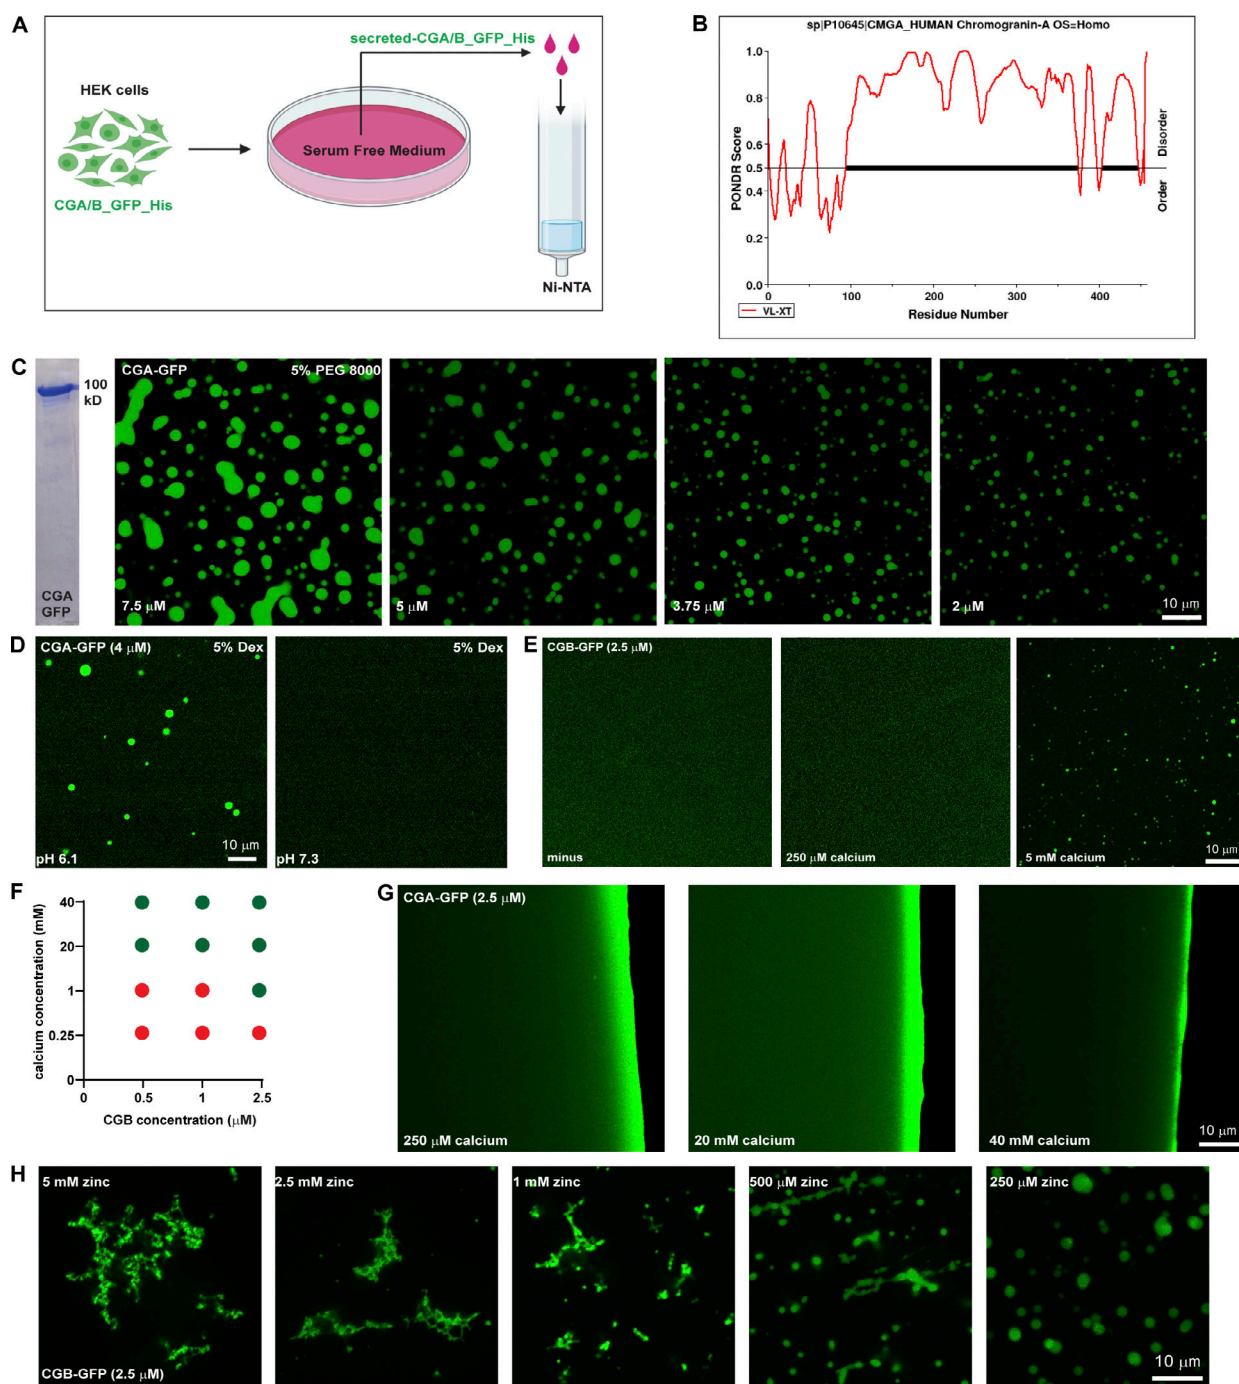 A
HEK cells
CGA/B_GFP_His
secreted-CGA/B_GFP_His
Serum Free Medium
Ni-NTA
B
sp|P10645|CMGA_HUMAN Chromogranin-A OS=Homo
PONDR Score
1.0
0.8
0.6
0.5
0.4
0.2
0.0
Disorder
Order
0
100
200
300
400
Residue Number
VL-XT
C
100
kD
CGA
GFP
CGA-GFP
5% PEG 8000
7.5 μM
5 μM
3.75 μM
2 μM
10 μm
D
CGA-GFP (4 μM)
5% Dex
pH 6.1
10 μm
5% Dex
pH 7.3
E
CGB-GFP (2.5 μM)
minus
250 μM calcium
5 mM calcium
10 μm
F
calcium concentration (mM)
40
20
1
0.25
0
0
0.5
1
2.5
CGB concentration (μM)
G
CGA-GFP (2.5 μM)
250 μM calcium
20 mM calcium
40 mM calcium
10 μm
H
5 mM zinc
CGB-GFP (2.5 μM)
2.5 mM zinc
1 mM zinc
500 μM zinc
250 μM zinc
10 μm